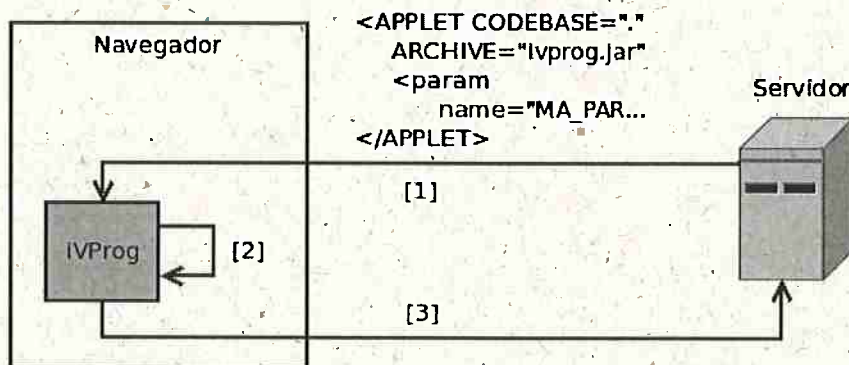 <APPLET CODEBASE="."
ARCHIVE="ivprog.jar"
<param
name="MA_PAR...
</APPLET>
Navegador
Servidor
[1]
iVProg
[2]
[3]